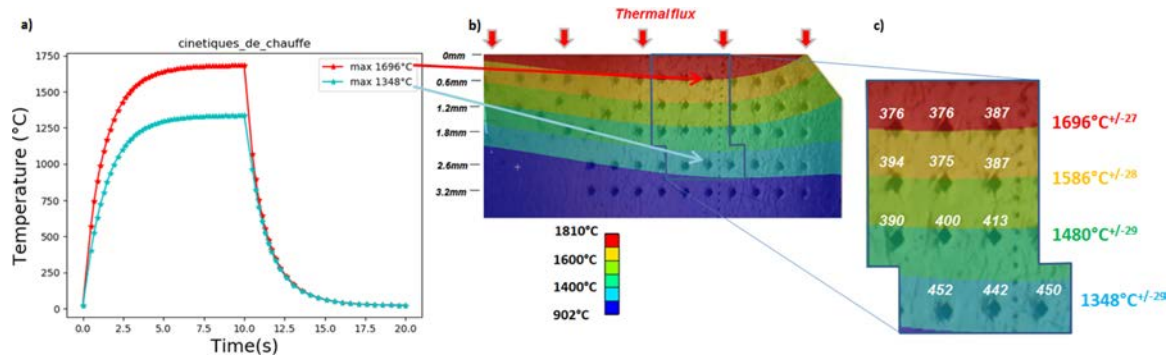 a)
cinetiques_de_chauffe
Temperature (°C)
1750
1500
1250
1000
750
500
250
0
0.0 2.5 5.0 7.5 10.0 12.5 15.0 17.5 20.0
Time(s)
max 1696°C
max 1348°C
b)
Thermal flux
0mm
0.6mm
1.2mm
1.8mm
2.6mm
3.2mm
1810°C
1600°C
1400°C
902°C
c)
376 376 387
394 375 387
390 400 413
452 442 450
1696°C+/-27
1586°C+/-28
1480°C+/-29
1348°C+/-29